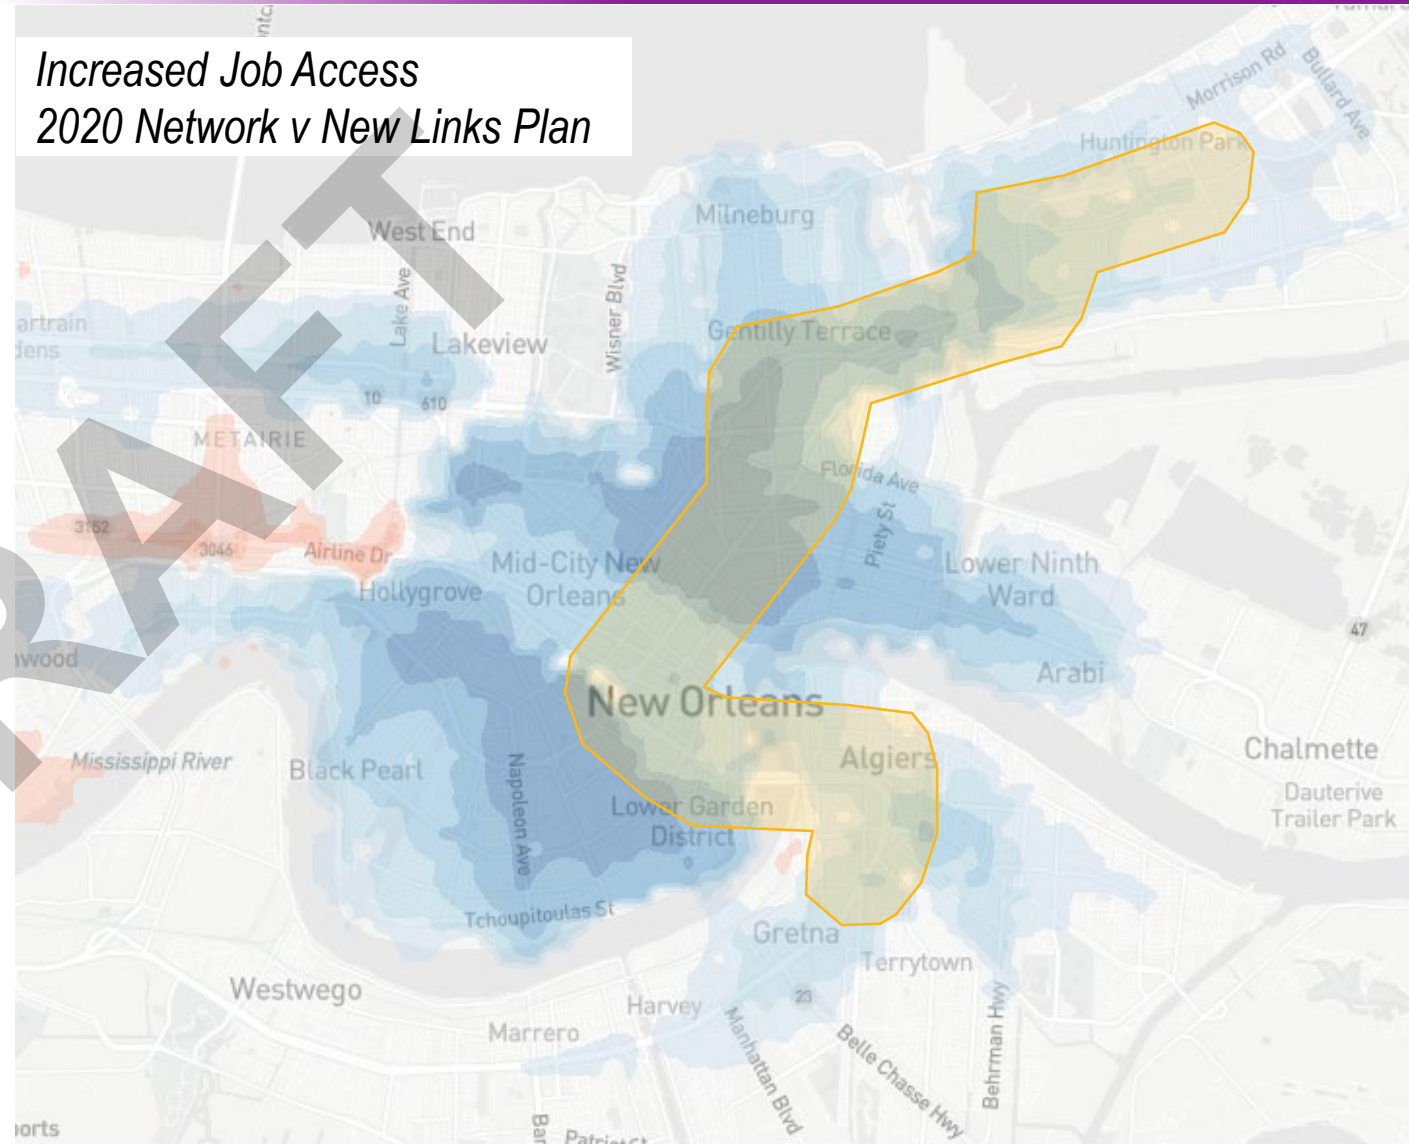 Increased Job Access
2020 Network v New Links Plan
Morrison Rd
Bullard Ave
Huntington Park
Milneburg
West End
Wisner Blvd
Lake Ave
artrain
dens
Lakeview
Gentilly Terrace
10
610
METAIRIE
Florida Ave
Piety St
3152
3046
Airline Dr
Mid-City New
Orleans
Lower Ninth
Ward
Hollygrove
47
Arabi
New Orleans
Mississippi River
Black Pearl
Napoleon Ave
Algiers
Chalmette
Lower Garden
District
Dauterive
Trailer Park
Tchoupitoulas St
Gretna
Terrytown
Westwego
Harvey
23
Marrero
Manhattan Blvd
Belle Chasse Hwy
Behrman Hwy
RAFT